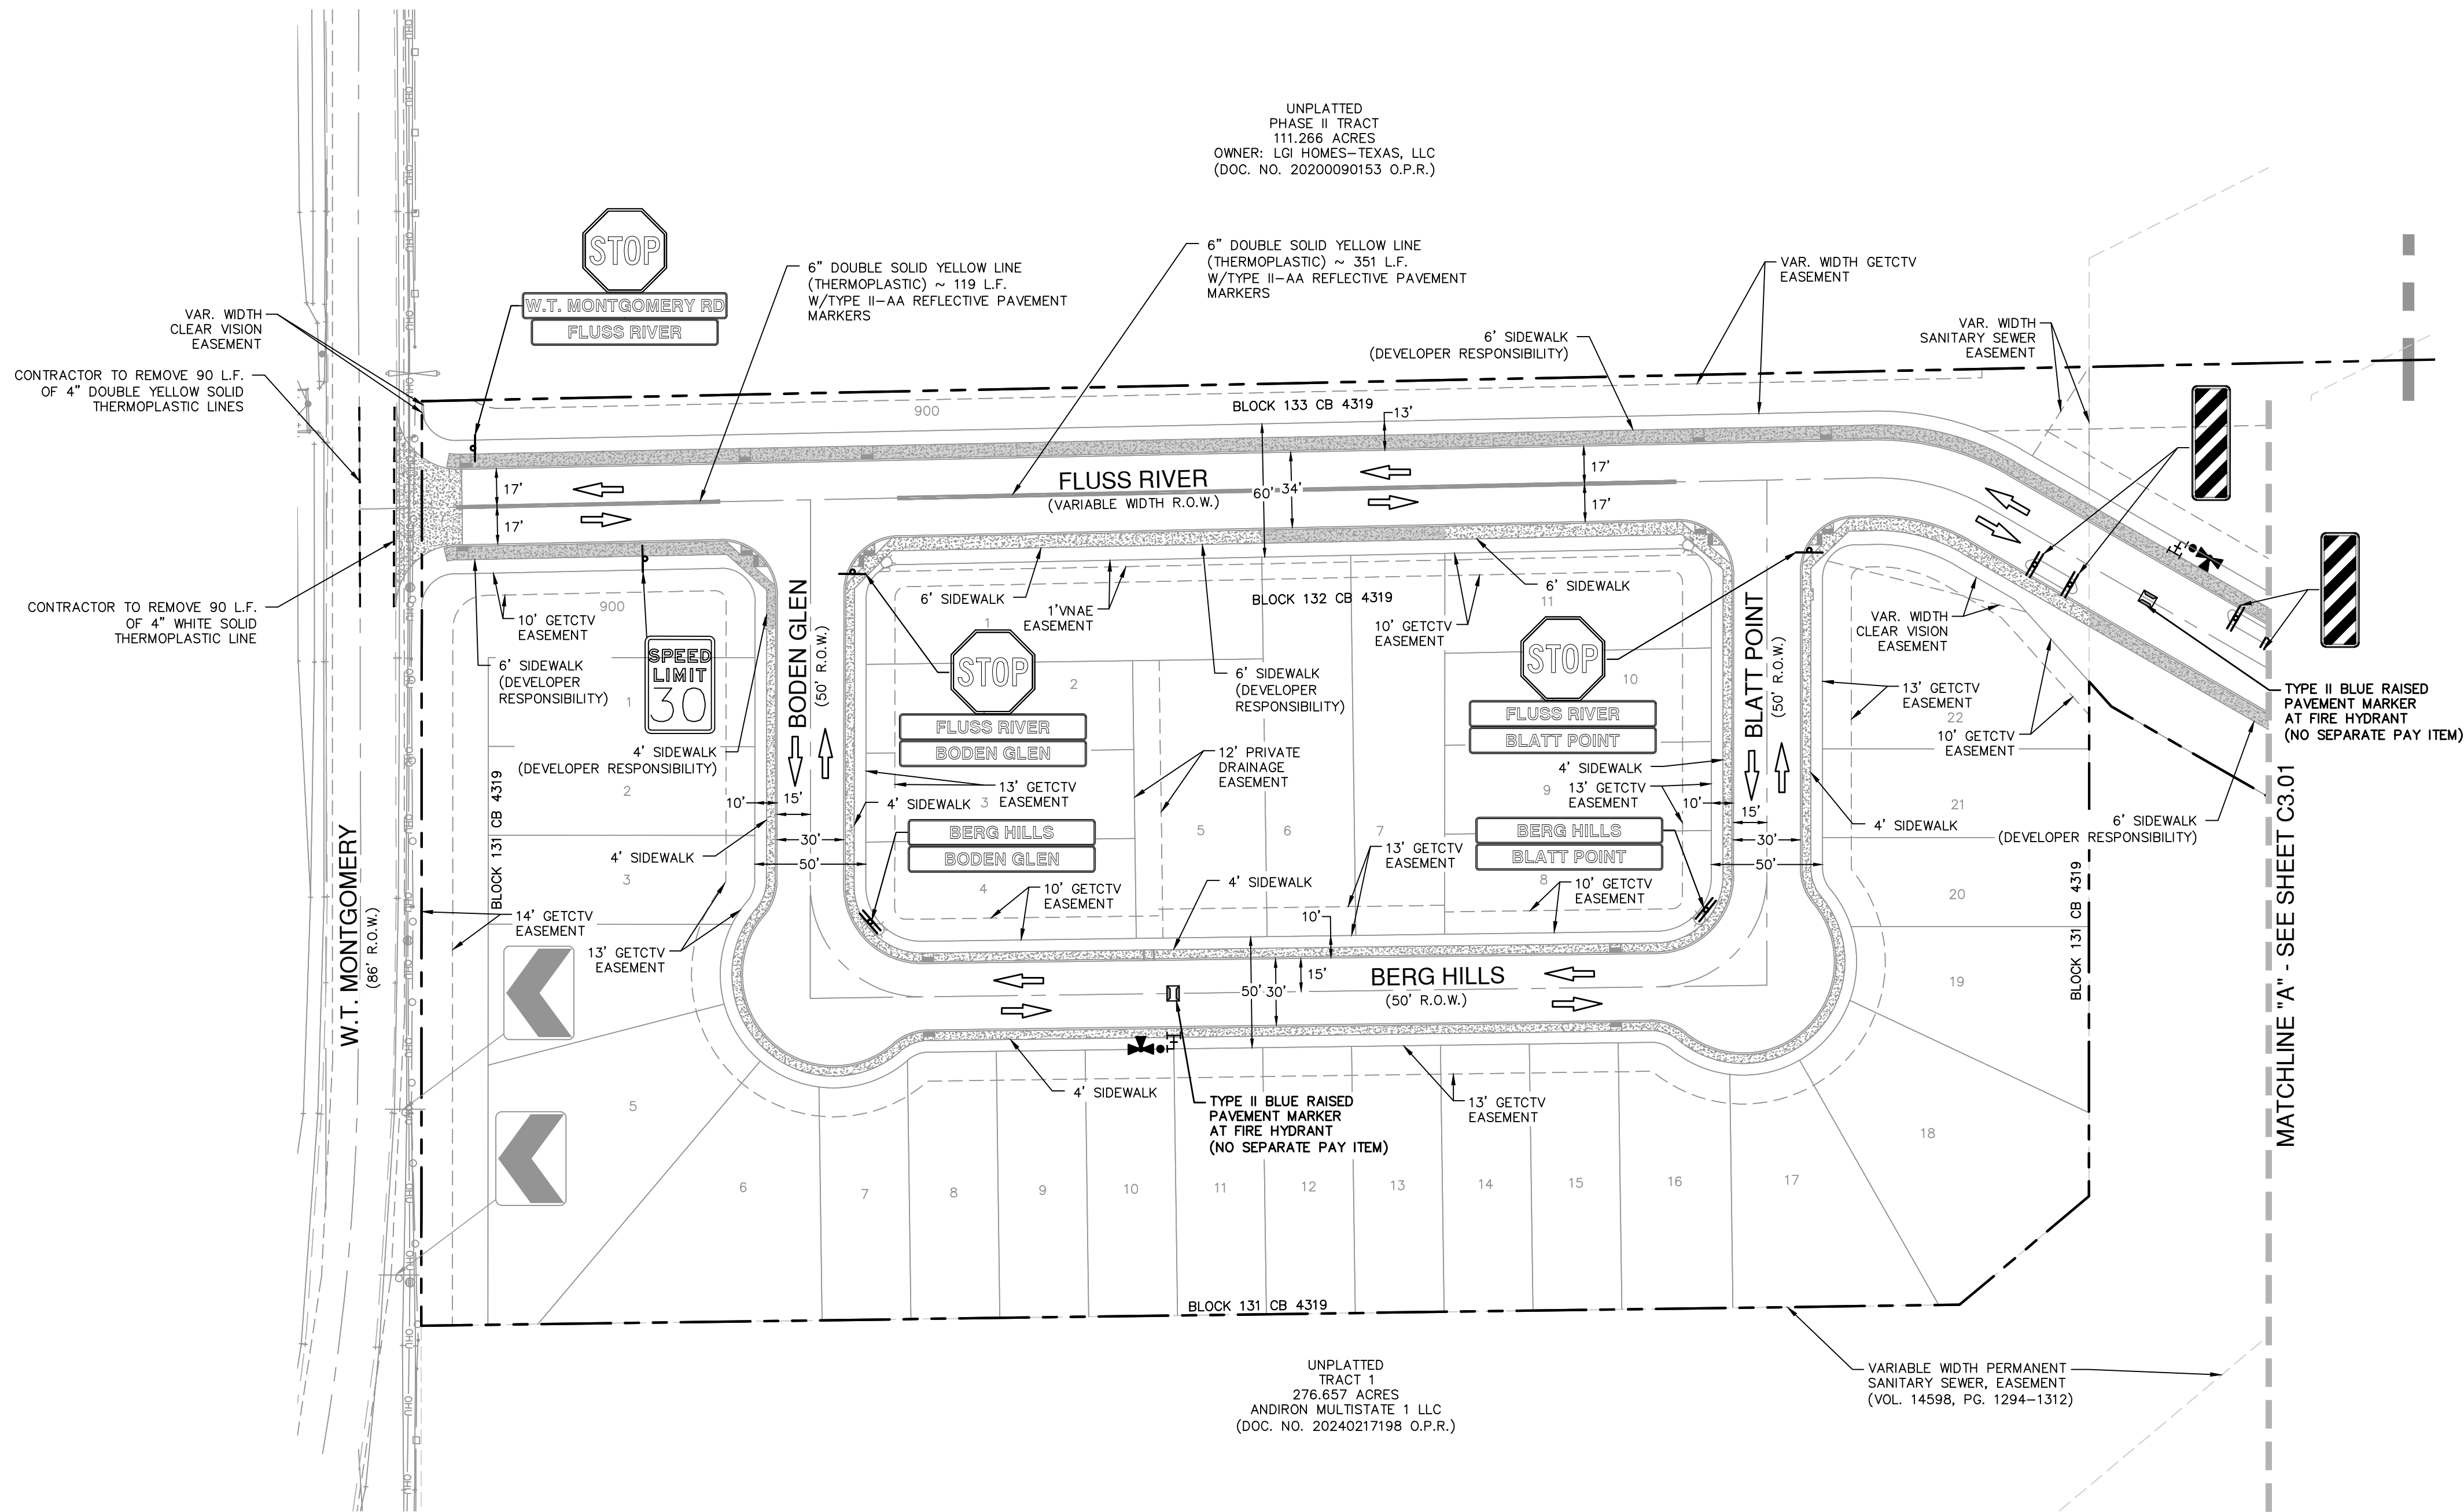 UNPLATTED
PHASE II TRACT
111.266 ACRES
OWNER: LGI HOMES-TEXAS, LLC
(DOC. NO. 20200090153 O.P.R.)
STOP
W.T. MONTGOMERY RD
FLUSS RIVER
6" DOUBLE SOLID YELLOW LINE
(THERMOPLASTIC) ~ 119 L.F.
W/TYPE II-AA REFLECTIVE PAVEMENT
MARKERS
6" DOUBLE SOLID YELLOW LINE
(THERMOPLASTIC) ~ 351 L.F.
W/TYPE II-AA REFLECTIVE PAVEMENT
MARKERS
VAR. WIDTH GETCTV
EASEMENT
VAR. WIDTH
SANITARY SEWER
EASEMENT
6' SIDEWALK
(DEVELOPER RESPONSIBILITY)
VAR. WIDTH
CLEAR VISION
EASEMENT
CONTRACTOR TO REMOVE 90 L.F.
OF 4" DOUBLE YELLOW SOLID
THERMOPLASTIC LINES
CONTRACTOR TO REMOVE 90 L.F.
OF 4" WHITE SOLID
THERMOPLASTIC LINE
900
BLOCK 133 CB 4319
13'
FLUSS RIVER
(VARIABLE WIDTH R.O.W.)
17'
17'
60'
34'
17'
17'
10' GETCTV
EASEMENT
900
6' SIDEWALK
(DEVELOPER
RESPONSIBILITY)
SPEED
LIMIT
30
1
4' SIDEWALK
(DEVELOPER RESPONSIBILITY)
2
BLOCK 131 CB 4319
4' SIDEWALK
3
14' GETCTV
EASEMENT
13' GETCTV
EASEMENT
W.T. MONTGOMERY
(86' R.O.W.)
BODEN GLEN
(50' R.O.W.)
10'
15'
30'
50'
6' SIDEWALK
1'VNAE
EASEMENT
BLOCK 132 CB 4319
1
STOP
FLUSS RIVER
BODEN GLEN
2
6' SIDEWALK
(DEVELOPER
RESPONSIBILITY)
12' PRIVATE
DRAINAGE
EASEMENT
13' GETCTV
EASEMENT
3
4' SIDEWALK
BERG HILLS
BODEN GLEN
4
10' GETCTV
EASEMENT
5
6
7
4' SIDEWALK
13' GETCTV
EASEMENT
10' GETCTV
EASEMENT
6' SIDEWALK
11
STOP
FLUSS RIVER
BLATT POINT
10
4' SIDEWALK
13' GETCTV
EASEMENT
9
BERG HILLS
BLATT POINT
8
10' GETCTV
EASEMENT
BLATT POINT
(50' R.O.W.)
10'
15'
30'
50'
VAR. WIDTH
CLEAR VISION
EASEMENT
13' GETCTV
EASEMENT
22
10' GETCTV
EASEMENT
21
4' SIDEWALK
6' SIDEWALK
(DEVELOPER RESPONSIBILITY)
20
19
18
BLOCK 131 CB 4319
TYPE II BLUE RAISED
PAVEMENT MARKER
AT FIRE HYDRANT
(NO SEPARATE PAY ITEM)
MATCHLINE "A" - SEE SHEET C3.01
10'
15'
50'
30'
BERG HILLS
(50' R.O.W.)
4' SIDEWALK
TYPE II BLUE RAISED
PAVEMENT MARKER
AT FIRE HYDRANT
(NO SEPARATE PAY ITEM)
13' GETCTV
EASEMENT
5
6
7
8
9
10
11
12
13
14
15
16
17
BLOCK 131 CB 4319
UNPLATTED
TRACT 1
276.657 ACRES
ANDIRON MULTISTATE 1 LLC
(DOC. NO. 20240217198 O.P.R.)
VARIABLE WIDTH PERMANENT
SANITARY SEWER, EASEMENT
(VOL. 14598, PG. 1294-1312)
OHU
OHU
OHU
OHU
OHU
OHU
OHU
OHU